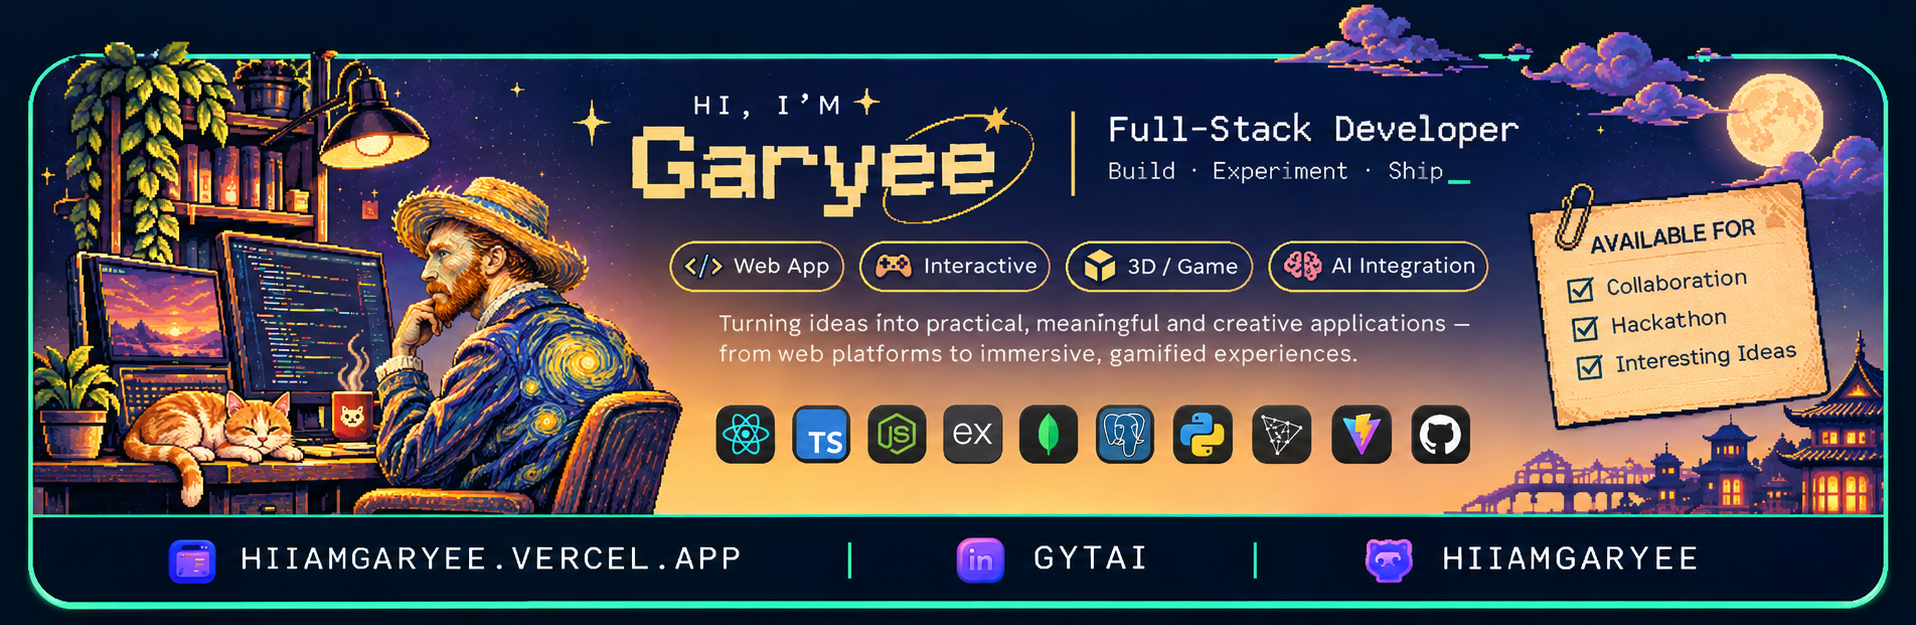 HI, I'M
Garyee
Full-Stack Developer
Build · Experiment · Ship_
</> Web App
Interactive
3D / Game
AI Integration
Turning ideas into practical, meaningful and creative applications —
from web platforms to immersive, gamified experiences.
TS
JS
ex
AVAILABLE FOR
Collaboration
Hackathon
Interesting Ideas
HIIAMGARYEE.VERCEL.APP
in
GYTAI
HIIAMGARYEE